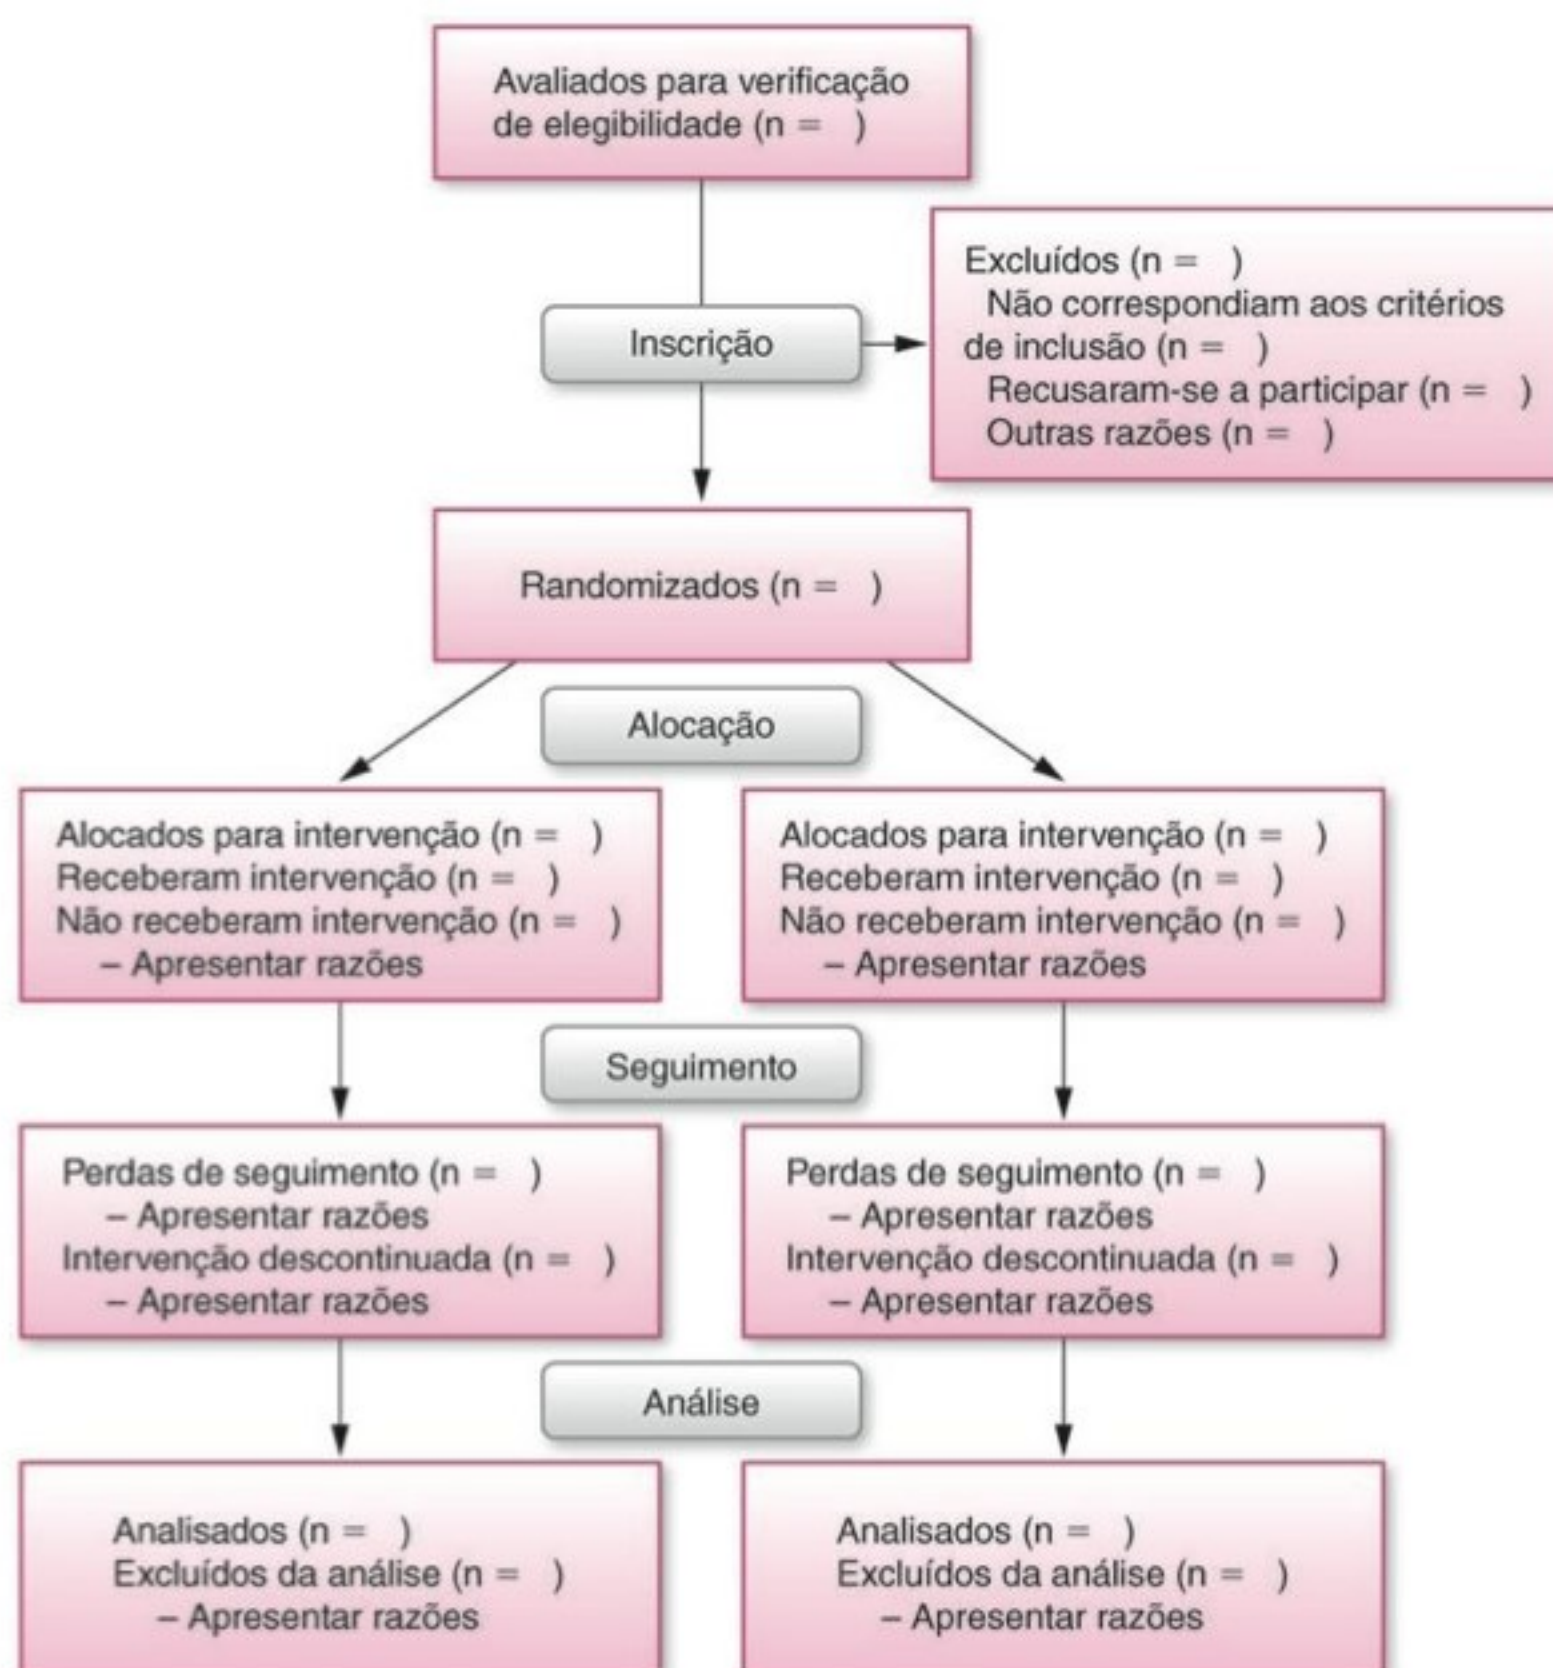 Avaliados para verificação
de elegibilidade (n =   )
Inscrição
Excluídos (n =   )
Não correspondiam aos critérios
de inclusão (n =   )
Recusaram-se a participar (n =   )
Outras razões (n =   )
Randomizados (n =   )
Alocação
Alocados para intervenção (n =   )
Receberam intervenção (n =   )
Não receberam intervenção (n =   )
– Apresentar razões
Alocados para intervenção (n =   )
Receberam intervenção (n =   )
Não receberam intervenção (n =   )
– Apresentar razões
Seguimento
Perdas de seguimento (n =   )
– Apresentar razões
Intervenção descontinuada (n =   )
– Apresentar razões
Perdas de seguimento (n =   )
– Apresentar razões
Intervenção descontinuada (n =   )
– Apresentar razões
Análise
Analisados (n =   )
Excluídos da análise (n =   )
– Apresentar razões
Analisados (n =   )
Excluídos da análise (n =   )
– Apresentar razões